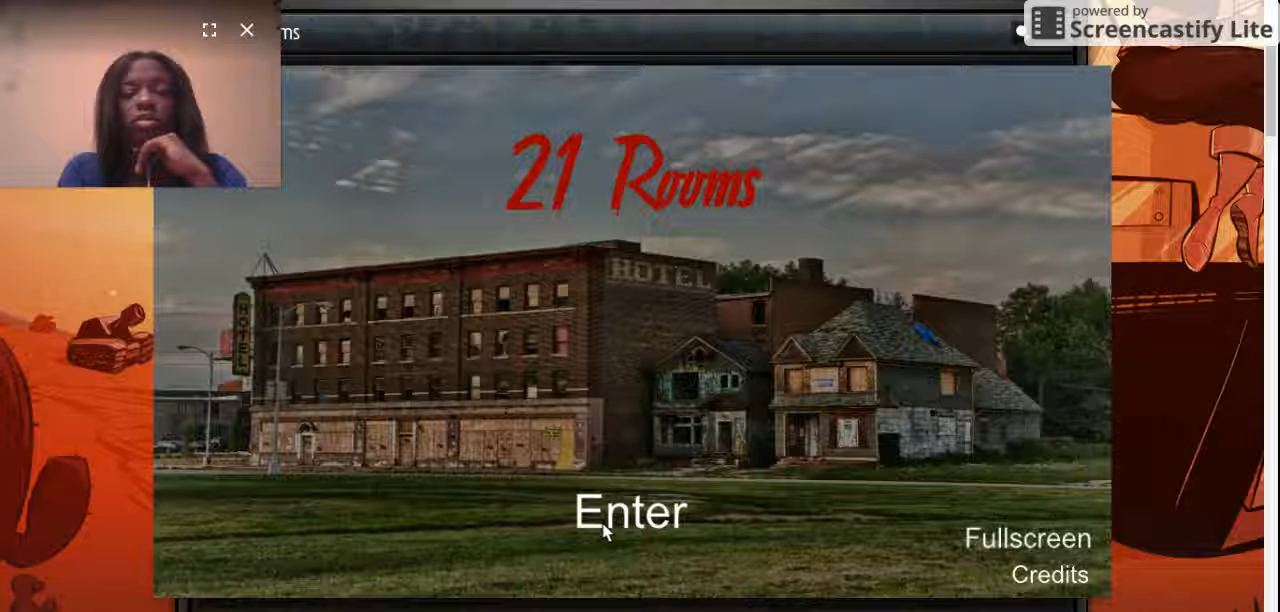 ms
powered by
Screencastify Lite
21 Rooms
HOTEL
HOTEL
Enter
Fullscreen
Credits